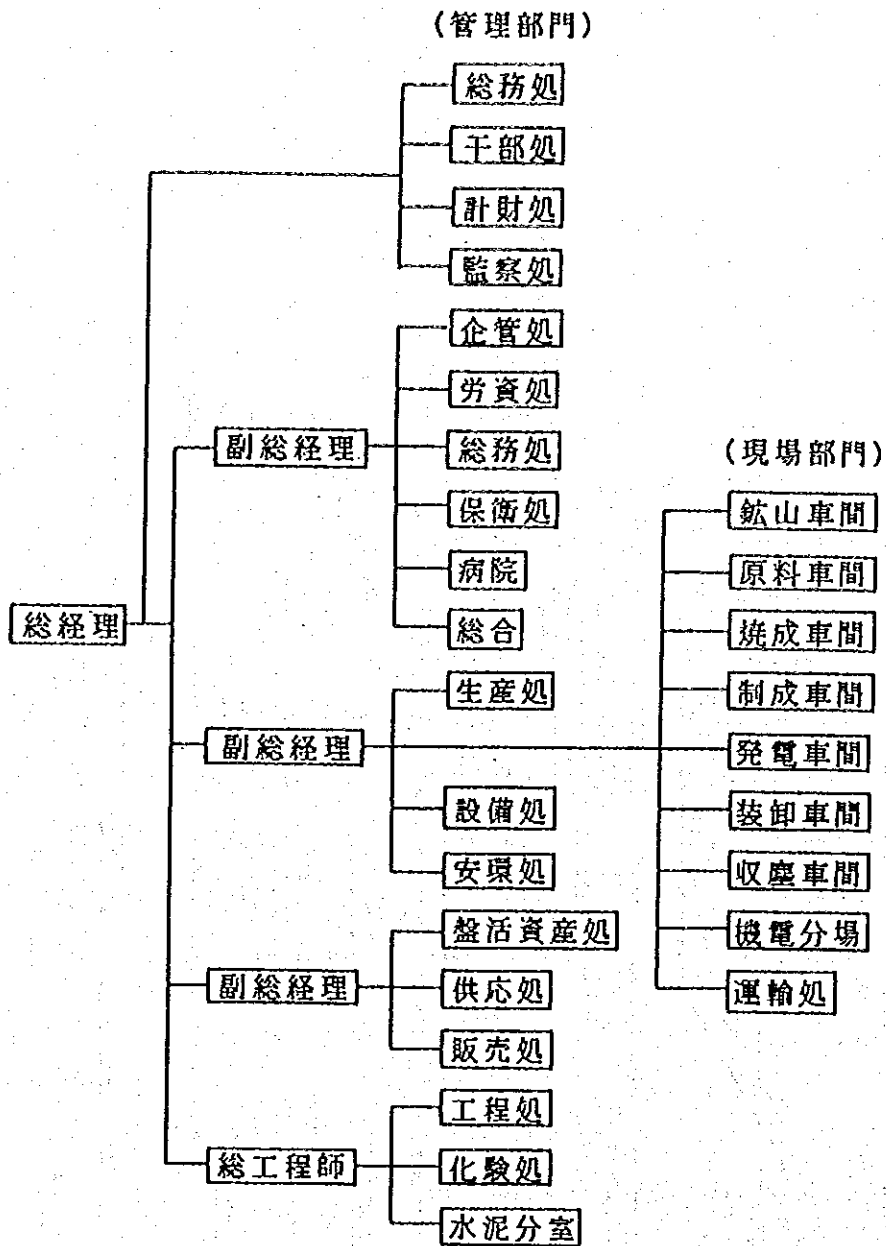 (管理部門)
総務処
干部処
計財処
監察処
企管処
労資処
副総経理
総務処
(現場部門)
保衛処
鉱山車間
病院
原料車間
総経理
総合
焼成車間
生産処
制成車間
副総経理
発電車間
設備処
装卸車間
安環処
収塵車間
盤活資産処
機電分場
副総経理
供応処
運輸処
販売処
工程処
総工程師
化験処
水泥分室